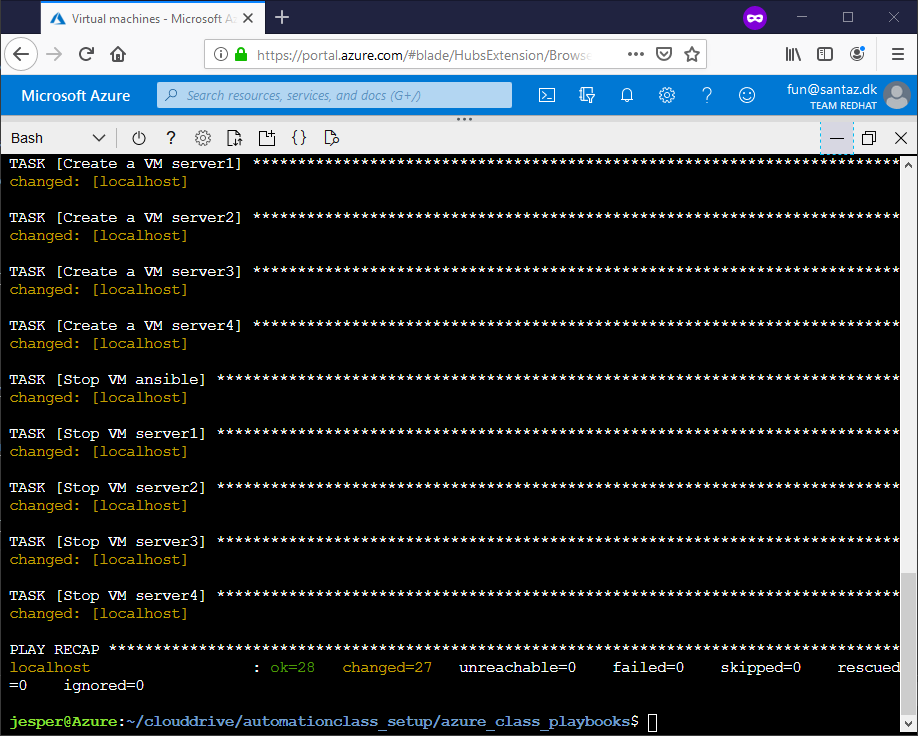 Virtual machines - Microsoft Az
https://portal.azure.com/#blade/HubsExtension/Browse
Microsoft Azure
Search resources, services, and docs (G+/)
fun@santaz.dk
TEAM REDHAT
Bash
TASK [Create a VM server1] ************************************************************************
changed: [localhost]
TASK [Create a VM server2] ************************************************************************
changed: [localhost]
TASK [Create a VM server3] ************************************************************************
changed: [localhost]
TASK [Create a VM server4] ************************************************************************
changed: [localhost]
TASK [Stop VM ansible] ****************************************************************************
changed: [localhost]
TASK [Stop VM server1] ****************************************************************************
changed: [localhost]
TASK [Stop VM server2] ****************************************************************************
changed: [localhost]
TASK [Stop VM server3] ****************************************************************************
changed: [localhost]
TASK [Stop VM server4] ****************************************************************************
changed: [localhost]
PLAY RECAP ****************************************************************************************
localhost                  : ok=28   changed=27   unreachable=0    failed=0    skipped=0    rescued
=0    ignored=0
jesper@Azure:~/clouddrive/automationclass_setup/azure_class_playbooks$